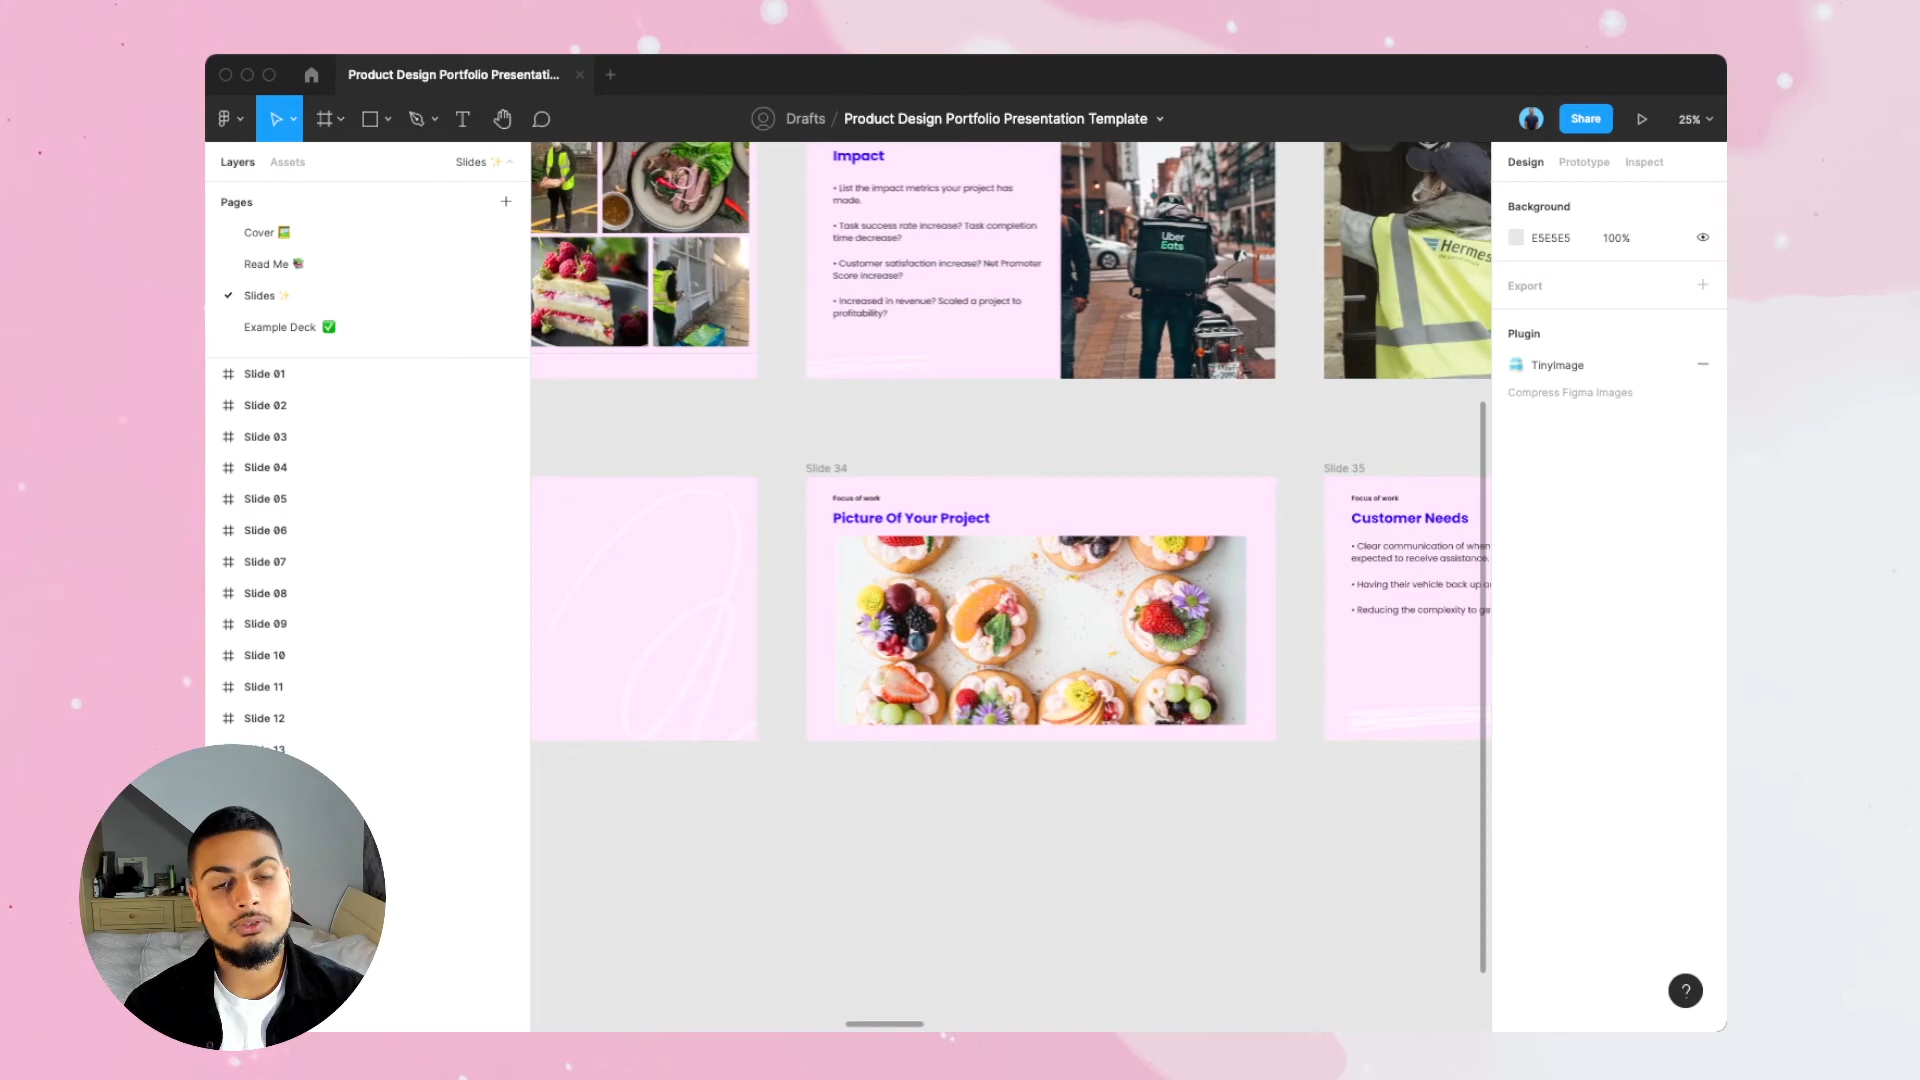 Product Design Portfolio Presentati...
Drafts / Product Design Portfolio Presentation Template
Share
25%
Layers
Assets
Slides
Pages
Cover
Read Me
Slides
Example Deck
Slide 01
Slide 02
Slide 03
Slide 04
Slide 05
Slide 06
Slide 07
Slide 08
Slide 09
Slide 10
Slide 11
Slide 12
13
Impact
• List the impact metrics your project has
made.
• Task success rate increase? Task completion
time decrease?
• Customer satisfaction increase? Net Promoter
Score increase?
• Increased in revenue? Scaled a project to
profitability?
Uber
Eats
Hermes
Slide 34
Focus of work
Picture Of Your Project
Slide 35
Focus of work
Customer Needs
• Clear communication of when
expected to receive assistance.
• Having their vehicle back up a
• Reducing the complexity to ge
Design
Prototype
Inspect
Background
E5E5E5
100%
Export
Plugin
TinyImage
Compress Figma Images
?